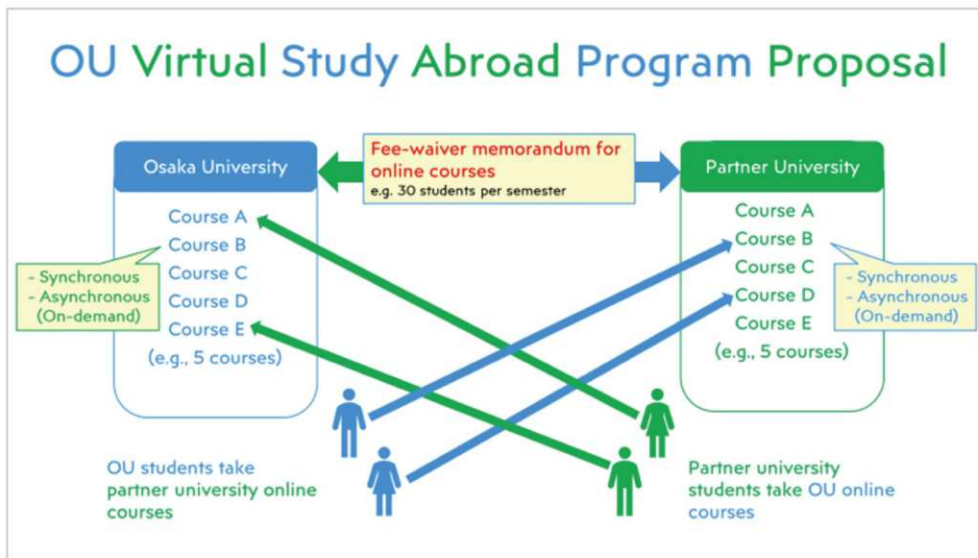 OU Virtual Study Abroad Program Proposal
Fee-waiver memorandum for
online courses
e.g. 30 students per semester
Osaka University
Course A
Course B
Course C
Course D
Course E
(e.g., 5 courses)
- Synchronous
- Asynchronous
(On-demand)
Partner University
Course A
Course B
Course C
Course D
Course E
(e.g., 5 courses)
- Synchronous
- Asynchronous
(On-demand)
OU students take
partner university online
courses
Partner university
students take OU online
courses